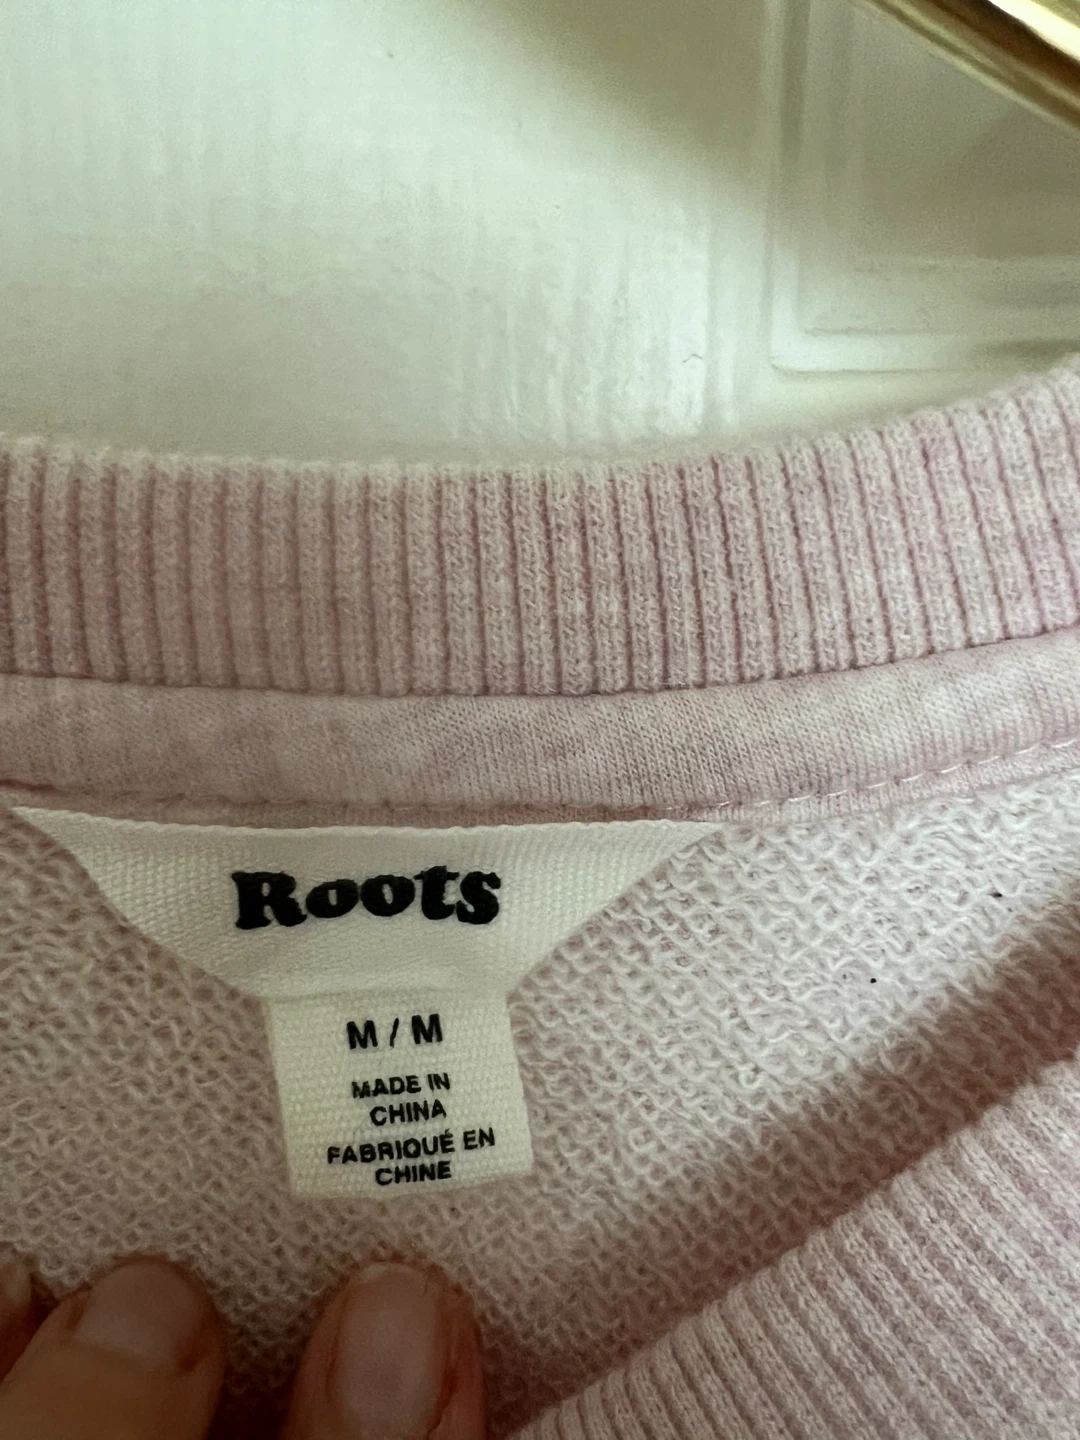 Roots
M / M
MADE IN
CHINA
FABRIQUÉ EN
CHINE